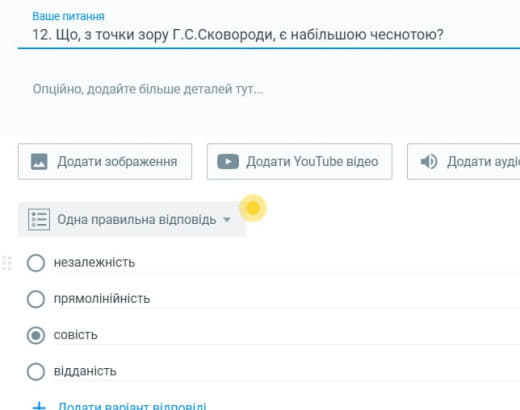 Ваше питання
12. Що, з точки зору Г.С.Сковороди, є набільшою чеснотою?
Опційно, додайте більше деталей тут...
Додати зображення
Додати YouTube відео
Додати аудіо
Одна правильна відповідь
незалежність
прямолінійність
совість
відданість
Додати варіант відповіді